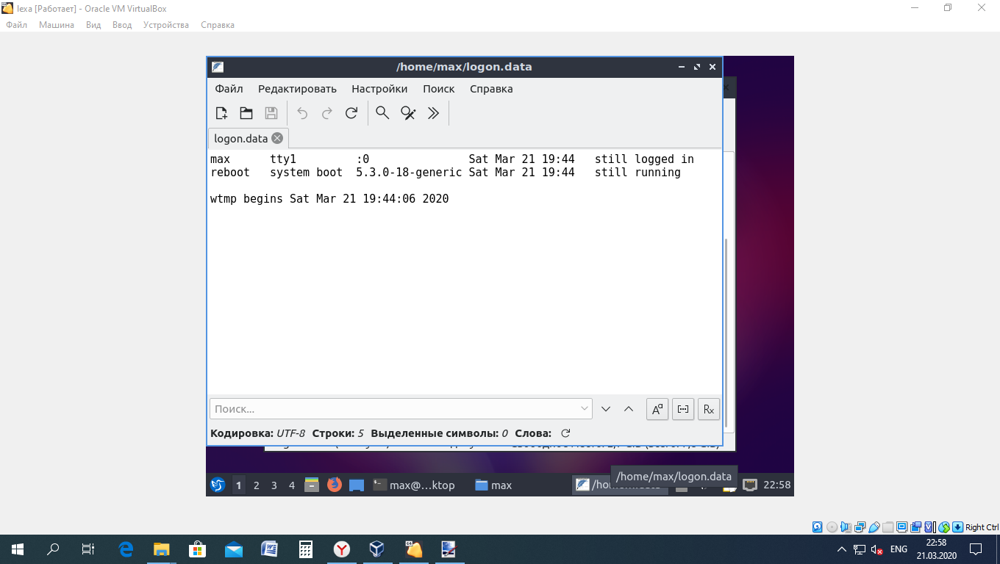 lexa [Работает] - Oracle VM VirtualBox
Файл Машина Вид Ввод Устройства Справка
/home/max/logon.data
Файл Редактировать Настройки Поиск Справка
logon.data
max tty1 :0 Sat Mar 21 19:44 still logged in
reboot system boot 5.3.0-18-generic Sat Mar 21 19:44 still running
wtmp begins Sat Mar 21 19:44:06 2020
Поиск...
Кодировка: UTF-8 Строки: 5 Выделенные символы: 0 Слова:
/home/max/logon.data
1 2 3 4 max@...ktop max 22:58
Right Ctrl
ENG 22:58
21.03.2020